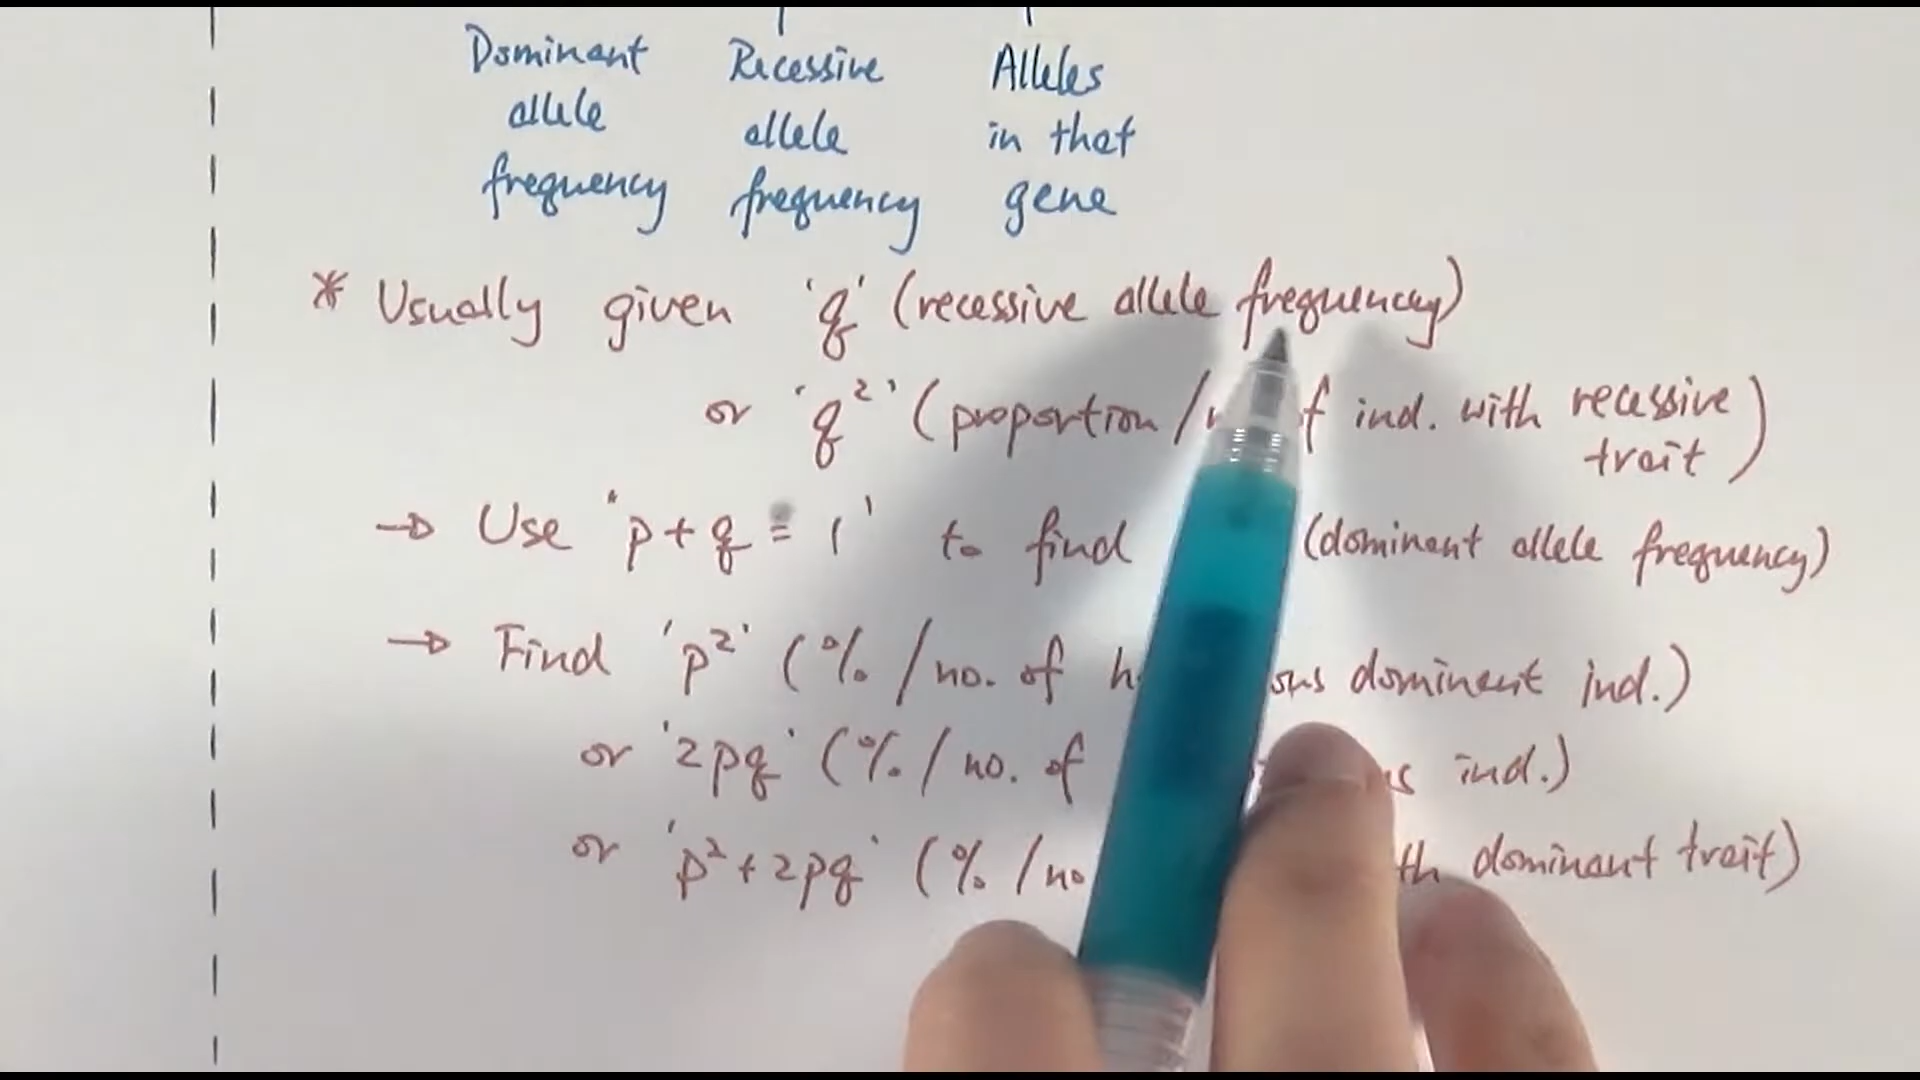 Dominant Recessive Alleles
allele allele in that
frequency frequency gene
* Usually given 'q' (recessive allele frequency)
or 'q²' (proportion / of ind. with recessive
trait)
→ Use 'p + q = 1' to find (dominant allele frequency)
→ Find 'p²' (% / no. of dominant ind.)
or '2pq' (% / no. of ind.)
or 'p² + 2pq' (% / no dominant trait)